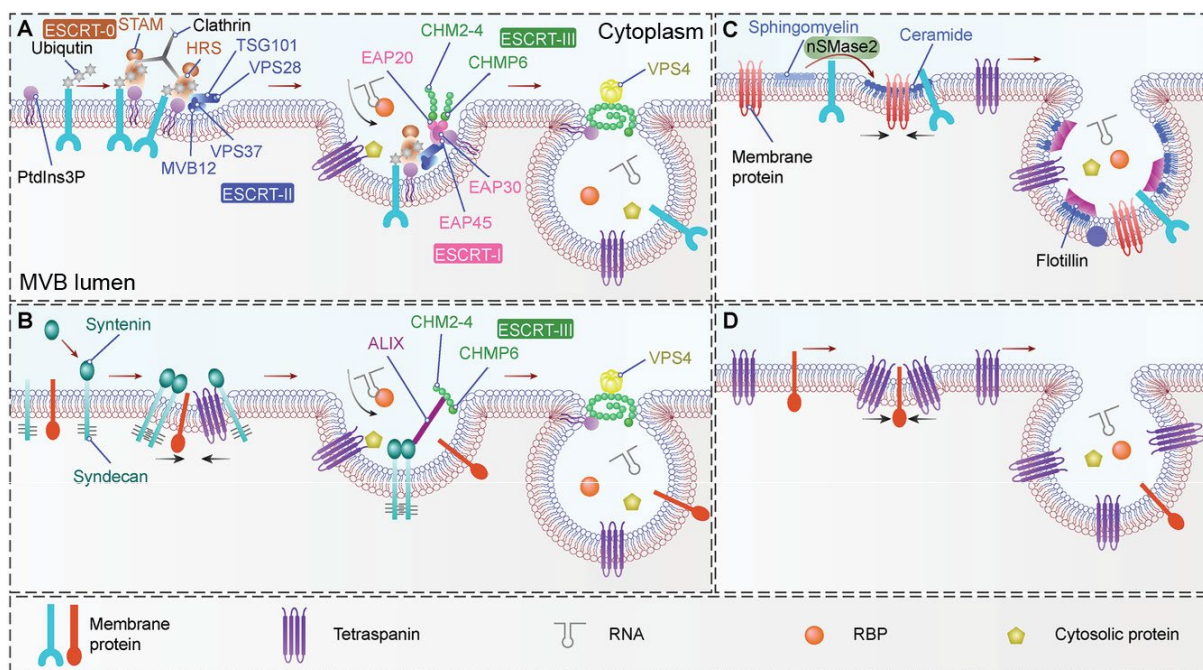 A
ESCRT-0
STAM
Clathrin
Ubiqutin
HRS
TSG101
VPS28
VPS37
MVB12
ESCRT-II
PtdIns3P
MVB lumen
CHM2-4
ESCRT-III
EAP20
CHMP6
EAP30
EAP45
ESCRT-I
Cytoplasm
VPS4
B
Syntenin
Syndecan
ALIX
CHM2-4
ESCRT-III
CHMP6
VPS4
C
Sphingomyelin
nSMase2
Ceramide
Membrane
protein
Flotillin
D
Membrane
protein
Tetraspanin
RNA
RBP
Cytosolic protein